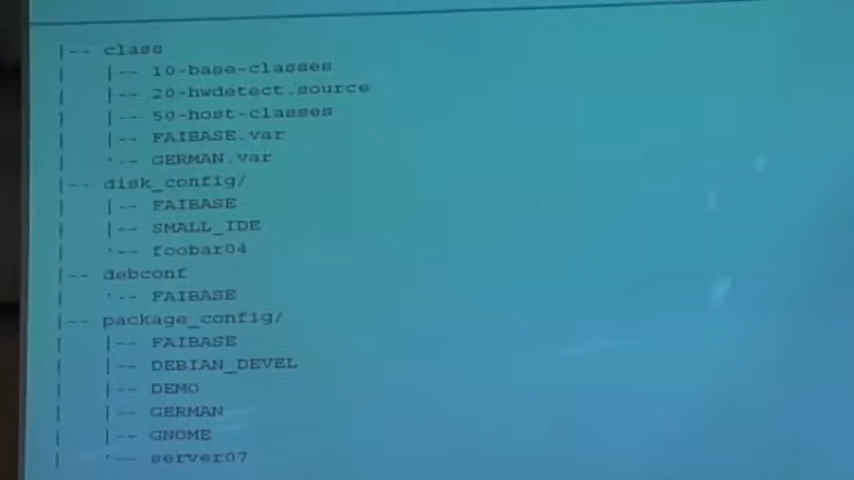 |-- class
|   |-- 10-base-classes
|   |-- 20-hwdetect.source
|   |-- 50-host-classes
|   |-- FAIBASE.var
|   '-- GERMAN.var
|-- disk_config/
|   |-- FAIBASE
|   |-- SMALL_IDE
|   '-- foobar04
|-- debconf
|   '-- FAIBASE
|-- package_config/
|   |-- FAIBASE
|   |-- DEBIAN_DEVEL
|   |-- DEMO
|   |-- GERMAN
|   |-- GNOME
|   '-- server07